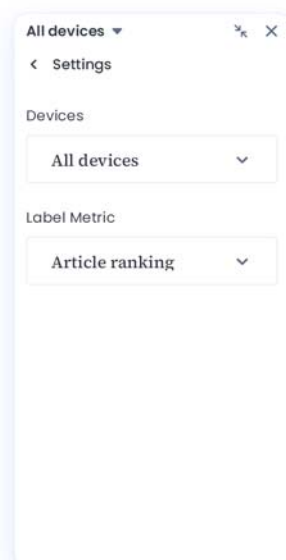 All devices
Settings
Devices
All devices
Label Metric
Article ranking